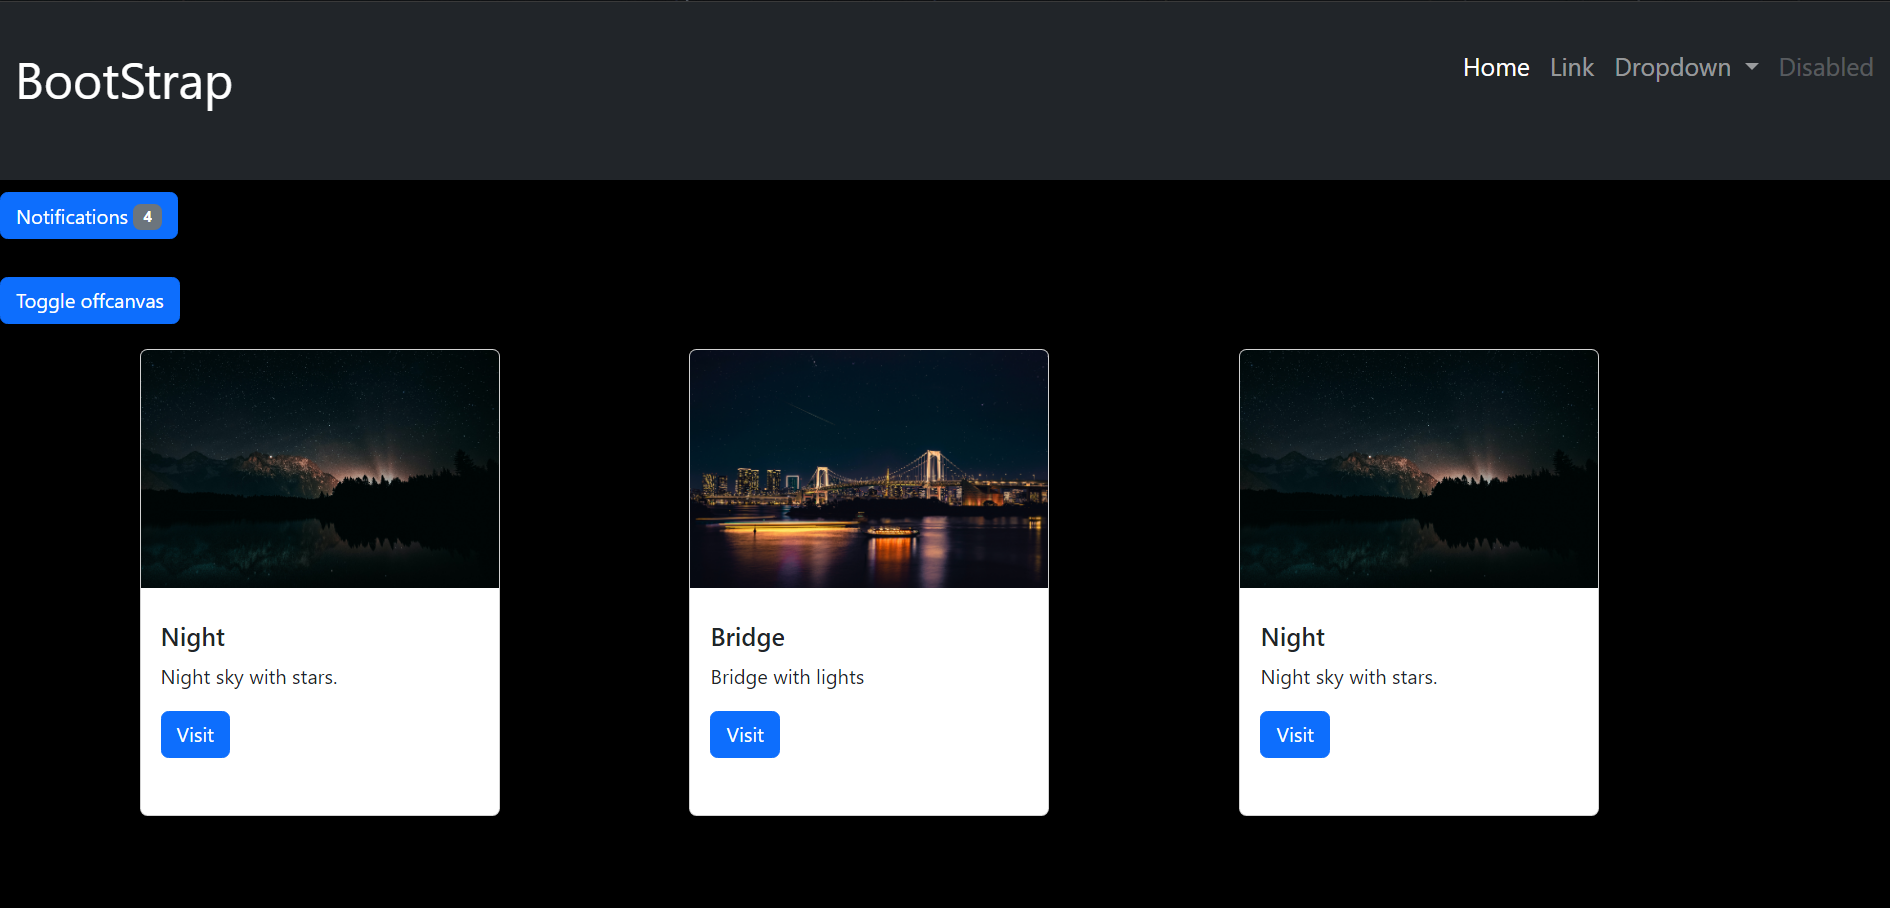 BootStrap
Home Link Dropdown Disabled
Notifications 4
Toggle offcanvas
Night
Night sky with stars.
Visit
Bridge
Bridge with lights
Visit
Night
Night sky with stars.
Visit